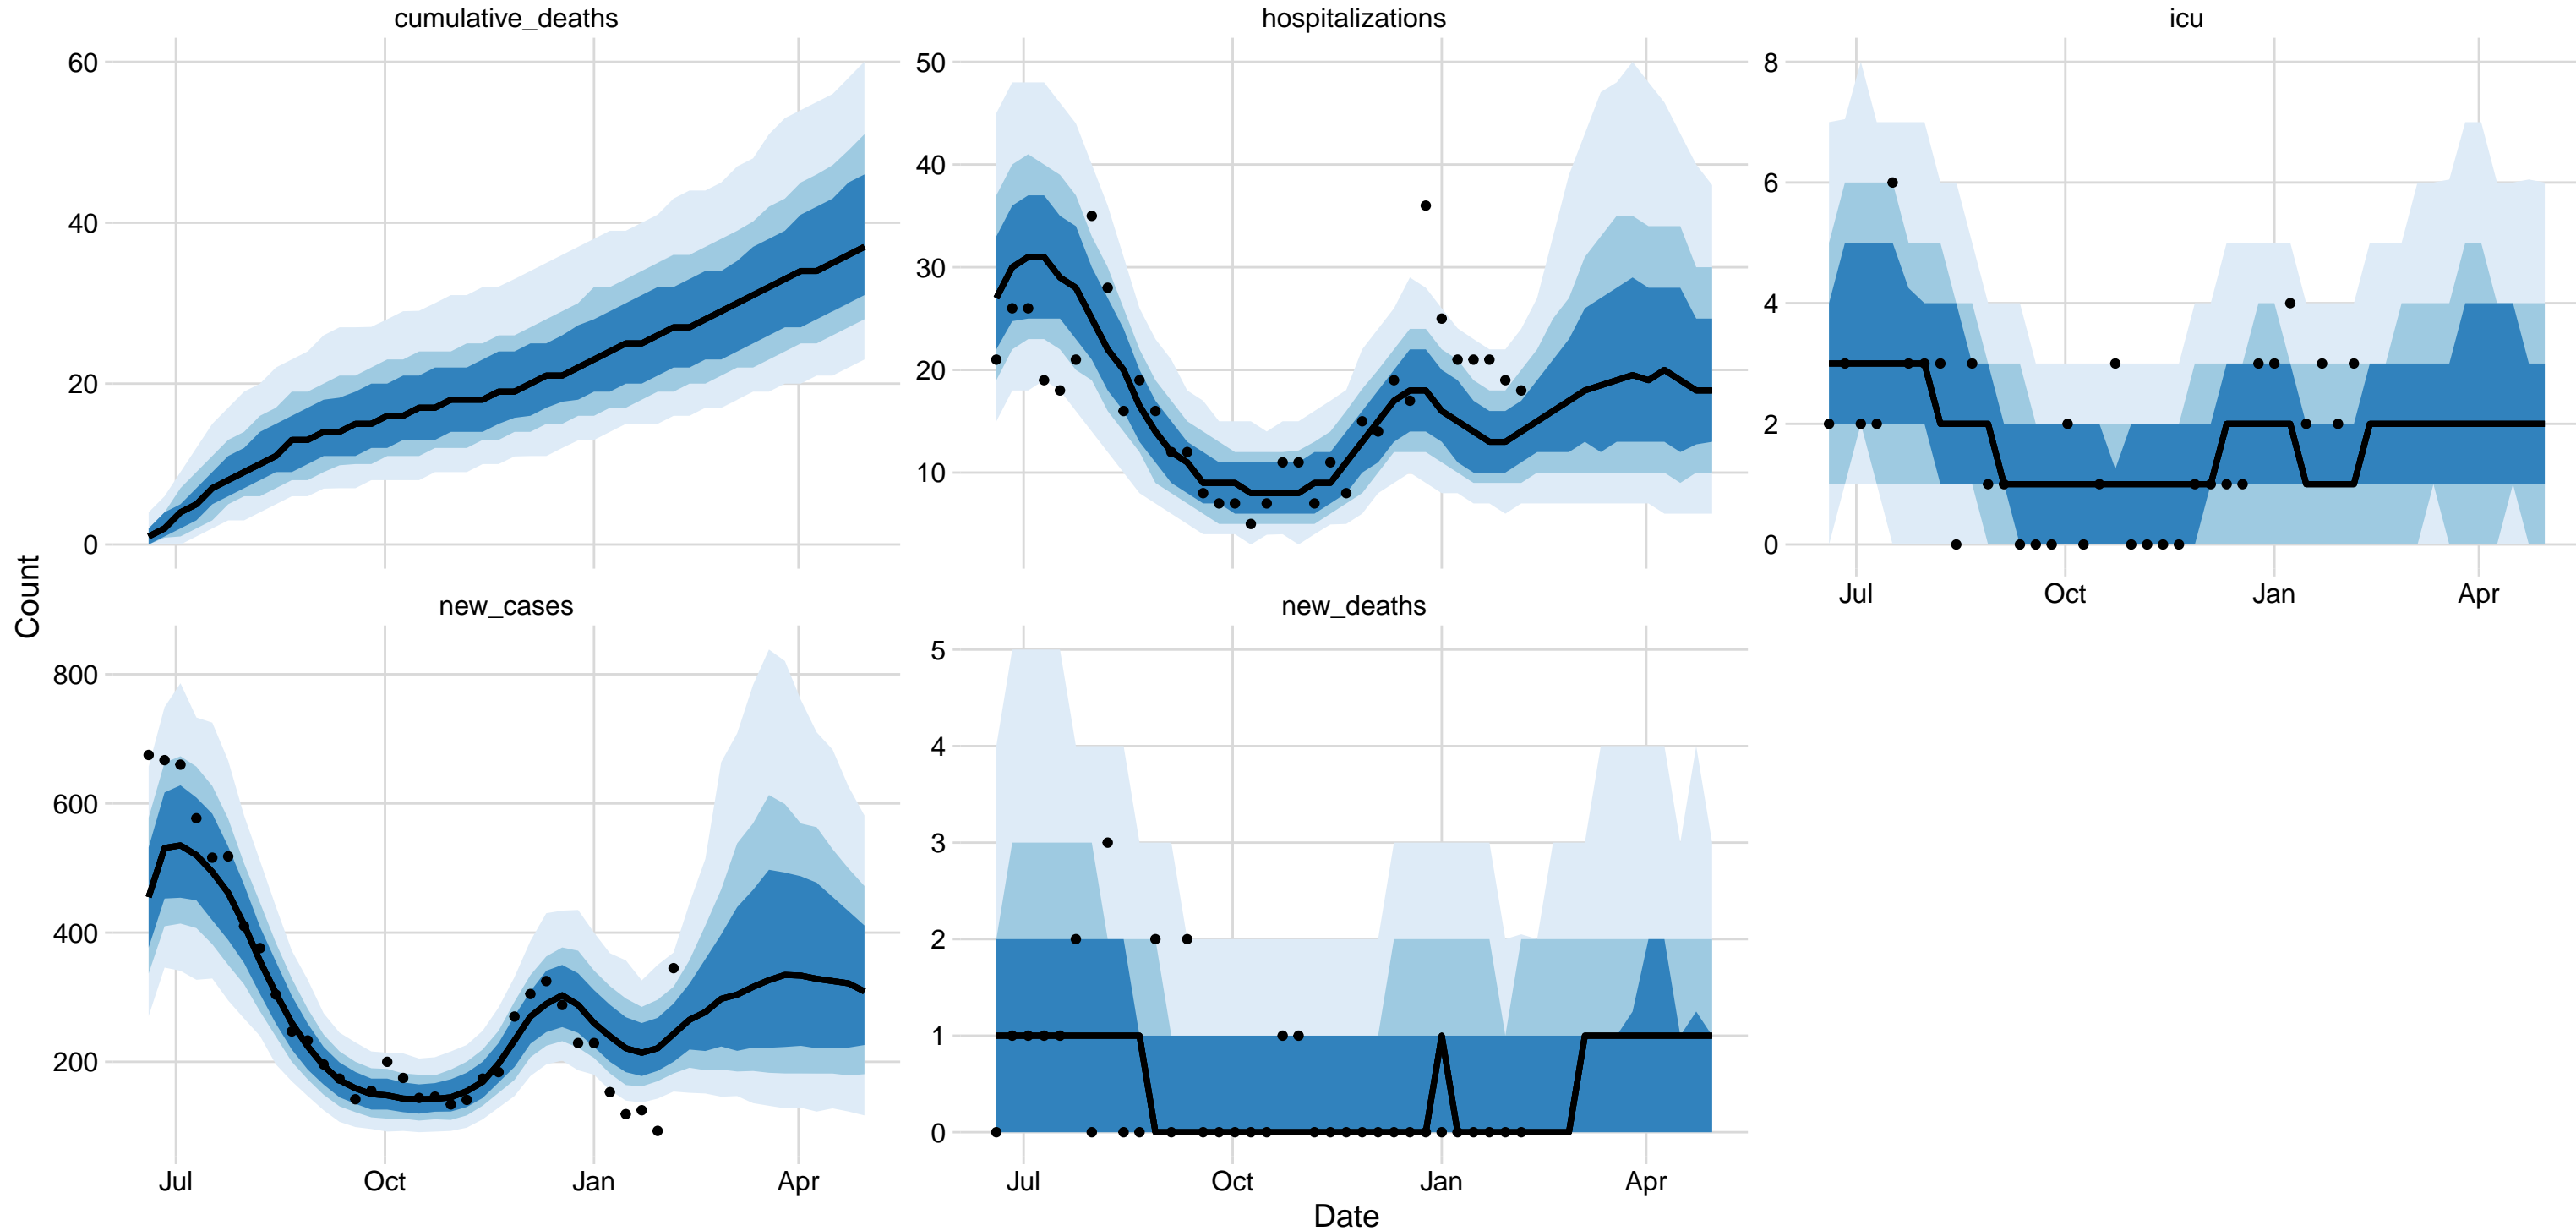 cumulative_deaths
hospitalizations
icu
60
40
20
0
50
40
30
20
10
8
6
4
2
0
Jul
Oct
Jan
Apr
Count
new_cases
new_deaths
800
600
400
200
5
4
3
2
1
0
Jul
Oct
Jan
Apr
Jul
Oct
Jan
Apr
Date